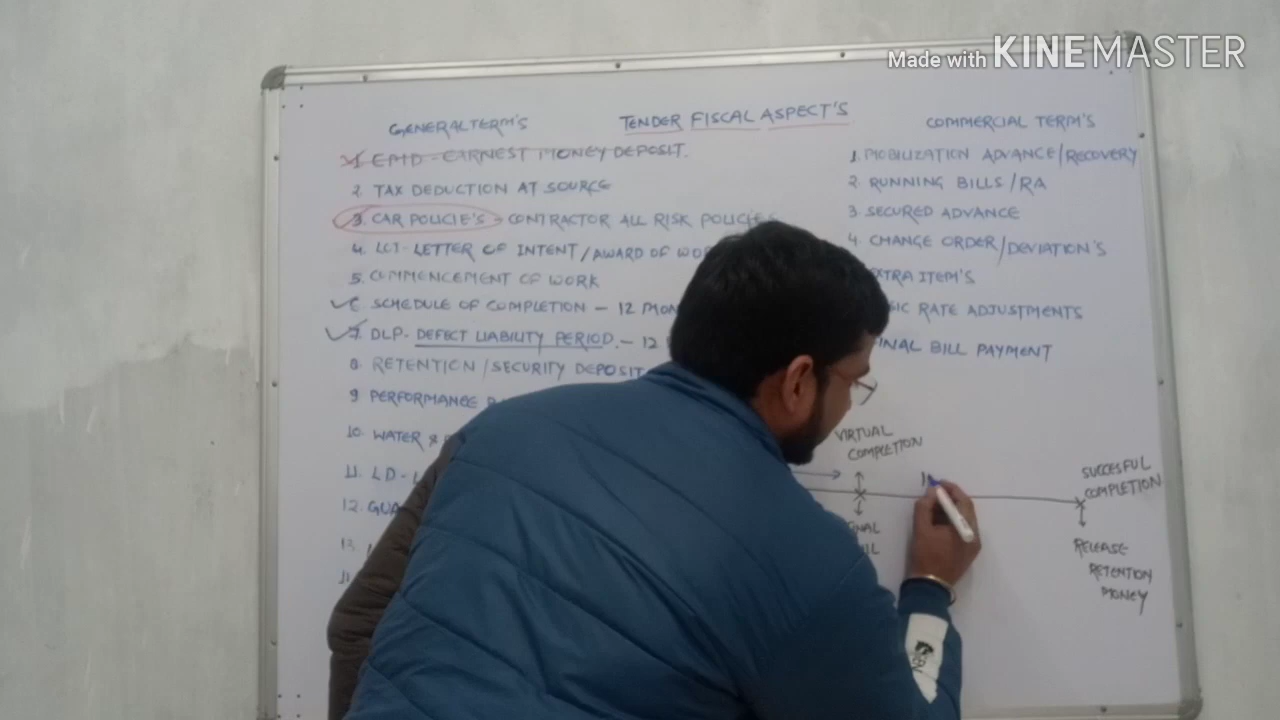 Made with KINEMASTER
GENERAL TERM'S
TENDER FISCAL ASPECT'S
COMMERCIAL TERM'S
1. EMD - EARNEST MONEY DEPOSIT.
2. TAX DEDUCTION AT SOURCE
3. CAR POLICIE'S → CONTRACTOR ALL RISK POLICIES
4. LOI - LETTER OF INTENT / AWARD OF
5. COMMENCEMENT OF WORK
6. SCHEDULE OF COMPLETION - 12
7. DLP - DEFECT LIABILITY PERIOD. - 12
8. RETENTION / SECURITY DEPOSIT
9. PERFORMANCE
10. WATER &
11. LD -
12.
13.
1. MOBILIZATION ADVANCE / RECOVERY
2. RUNNING BILLS / RA
3. SECURED ADVANCE
4. CHANGE ORDER / DEVIATION'S
EXTRA ITEM'S
RATE ADJUSTMENTS
FINAL BILL PAYMENT
VIRTUAL
COMPLETION
SUCCESFUL
COMPLETION
RELEASE
RETENTION
MONEY